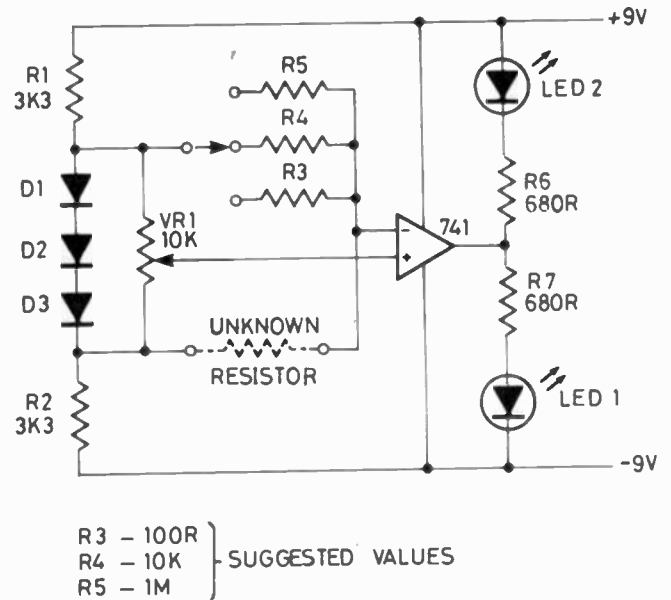 +9V
R1
3K3
R5
R4
R3
LED 2
D1
D2
D3
VR1
10K
741
-
+
R6
680R
R7
680R
UNKNOWN
RESISTOR
R2
3K3
LED 1
-9V
R3 - 100R
R4 - 10K
R5 - 1M
SUGGESTED VALUES